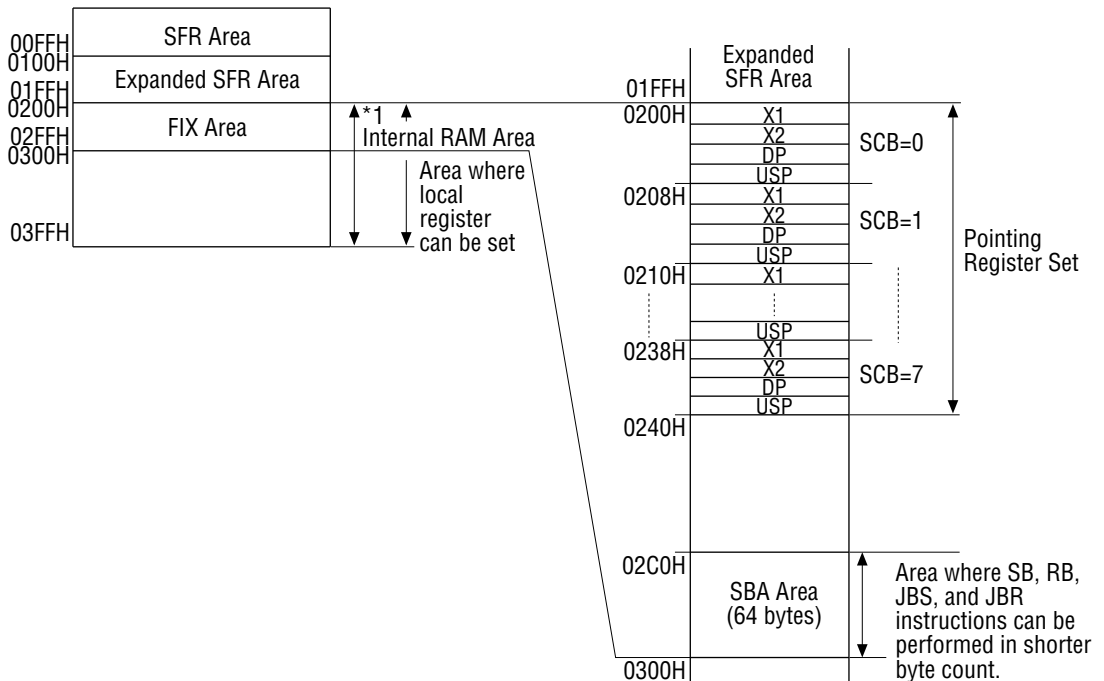 00FFH
SFR Area
0100H
Expanded SFR Area
01FFH
0200H
FIX Area
02FFH
0300H
03FFH
*1
Internal RAM Area
Area where
local
register
can be set
Expanded
SFR Area
01FFH
0200H
X1
X2
DP
USP
SCB=0
0208H
X1
X2
DP
USP
SCB=1
0210H
X1
USP
0238H
X1
X2
DP
USP
SCB=7
0240H
Pointing
Register Set
02C0H
SBA Area
(64 bytes)
0300H
Area where SB, RB,
JBS, and JBR
instructions can be
performed in shorter
byte count.